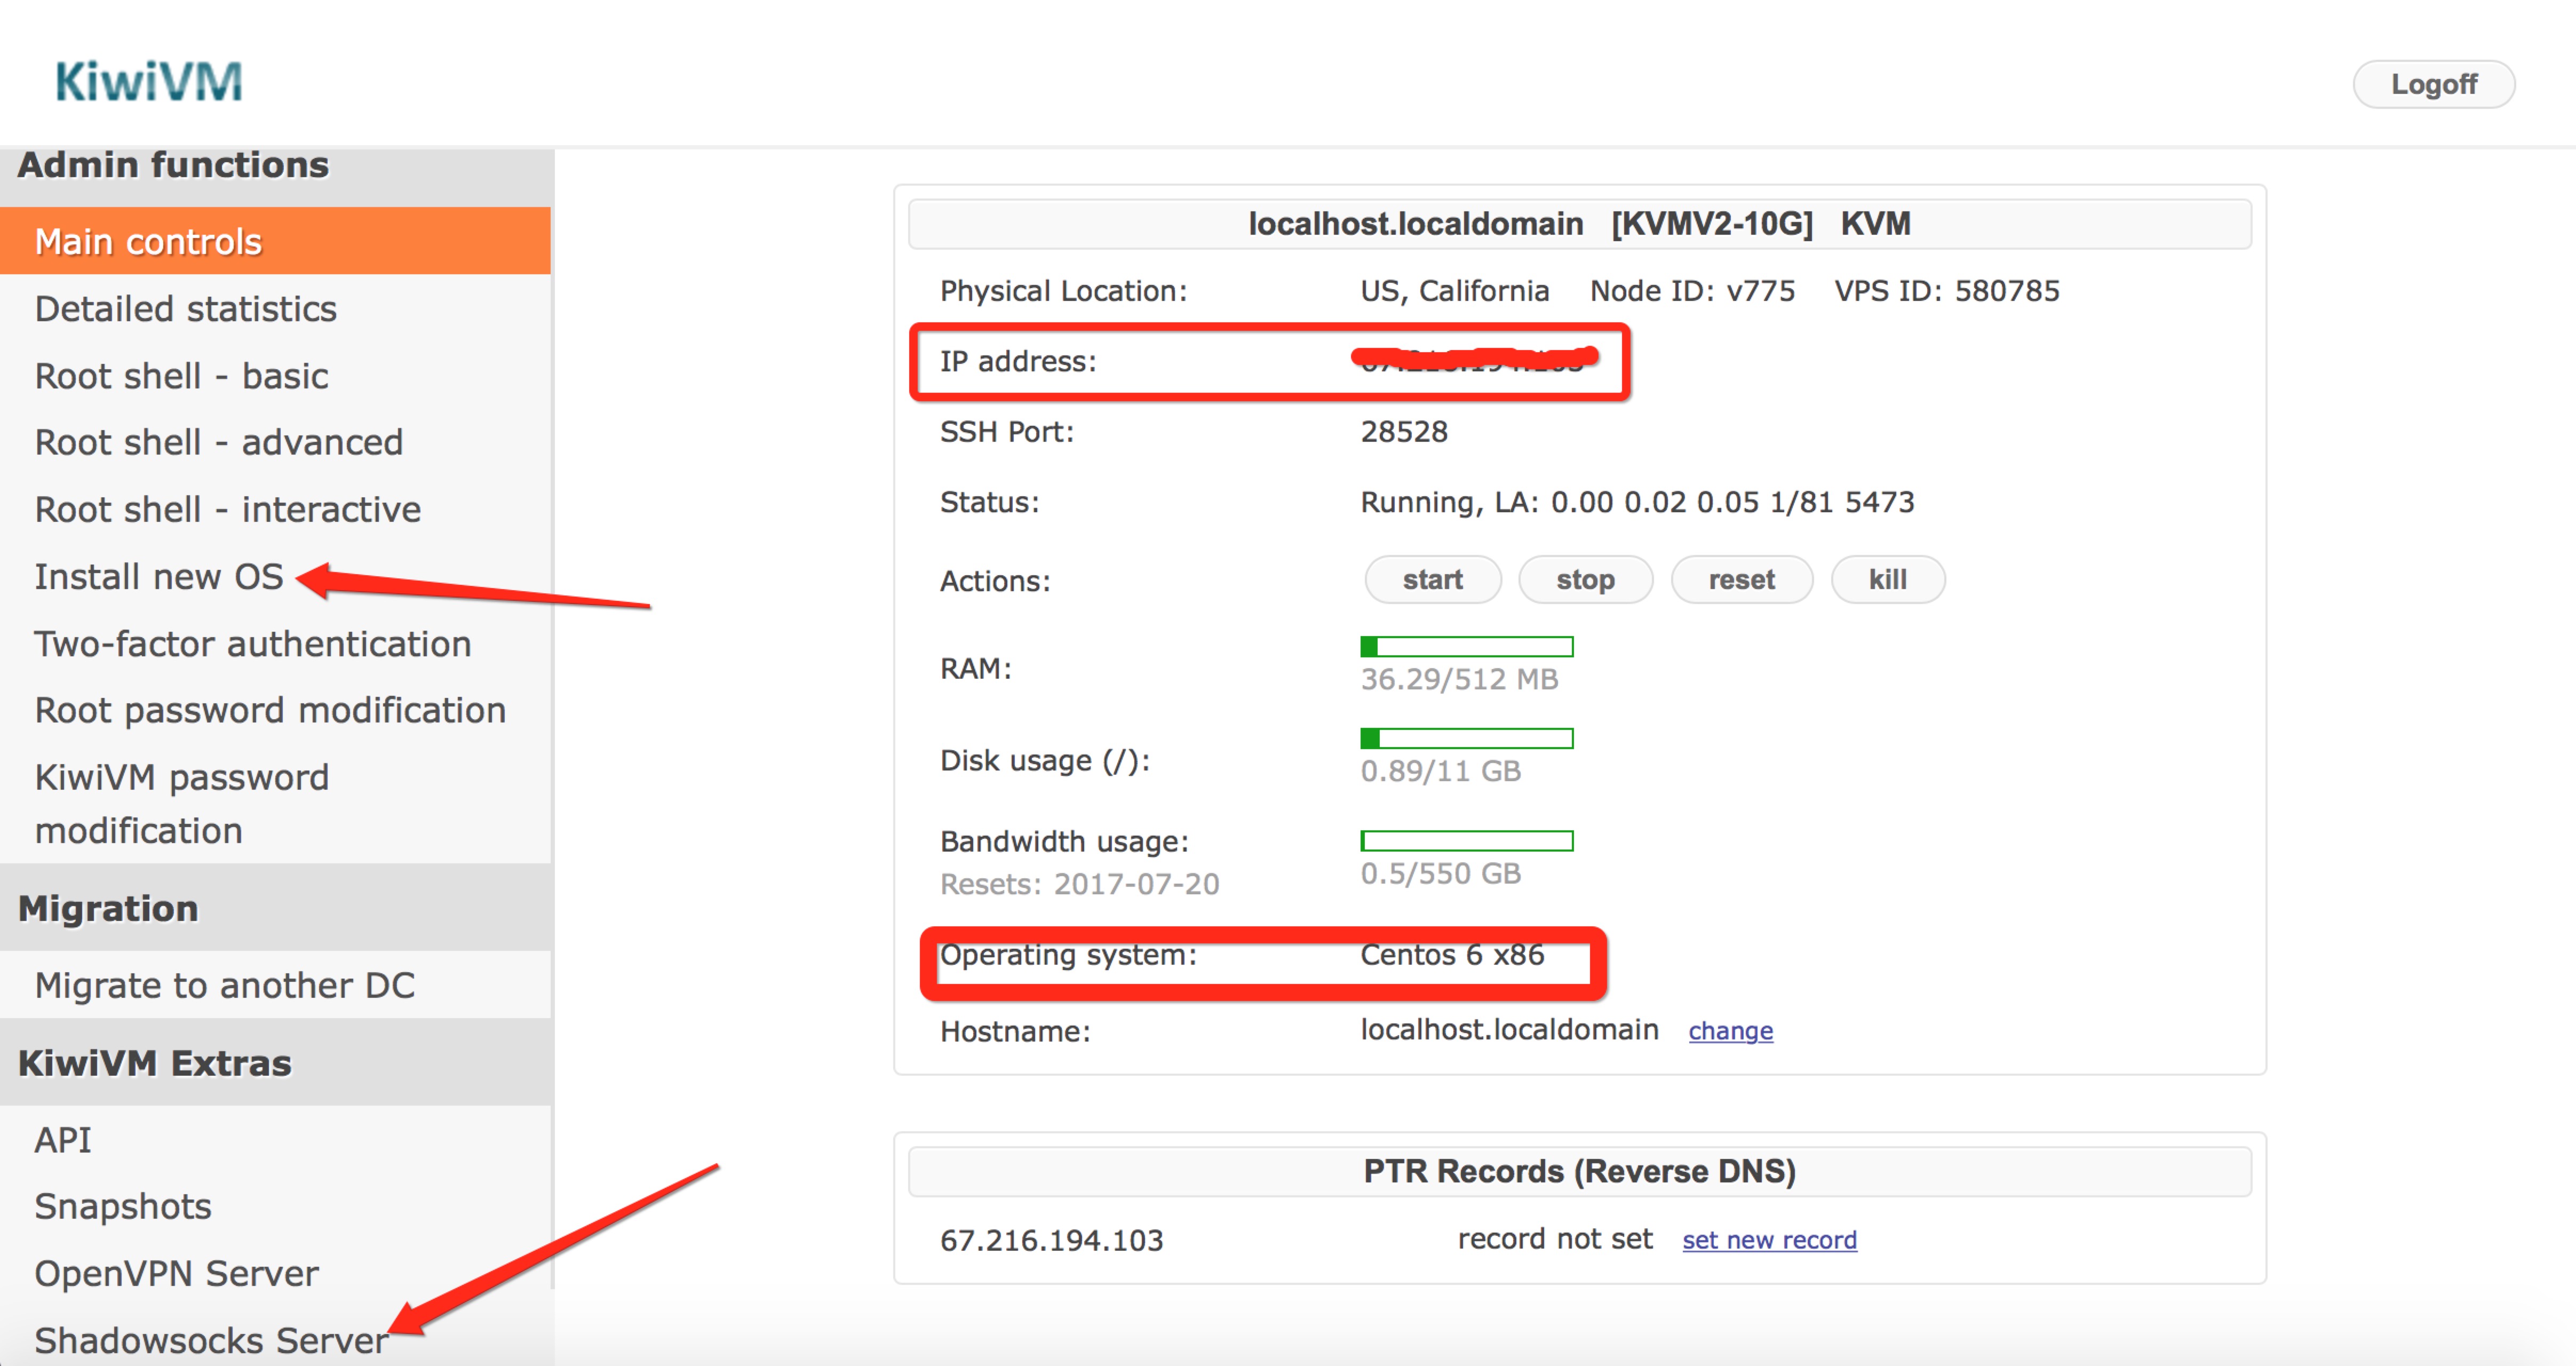 KiwiVM
Logoff
Admin functions
Main controls
Detailed statistics
Root shell - basic
Root shell - advanced
Root shell - interactive
Install new OS
Two-factor authentication
Root password modification
KiwiVM password
modification
Migration
Migrate to another DC
KiwiVM Extras
API
Snapshots
OpenVPN Server
Shadowsocks Server
localhost.localdomain [KVMV2-10G] KVM
Physical Location: US, California Node ID: v775 VPS ID: 580785
IP address:
SSH Port: 28528
Status: Running, LA: 0.00 0.02 0.05 1/81 5473
Actions: start stop reset kill
RAM: 36.29/512 MB
Disk usage (/): 0.89/11 GB
Bandwidth usage:
Resets: 2017-07-20 0.5/550 GB
Operating system: Centos 6 x86
Hostname: localhost.localdomain change
PTR Records (Reverse DNS)
67.216.194.103 record not set set new record